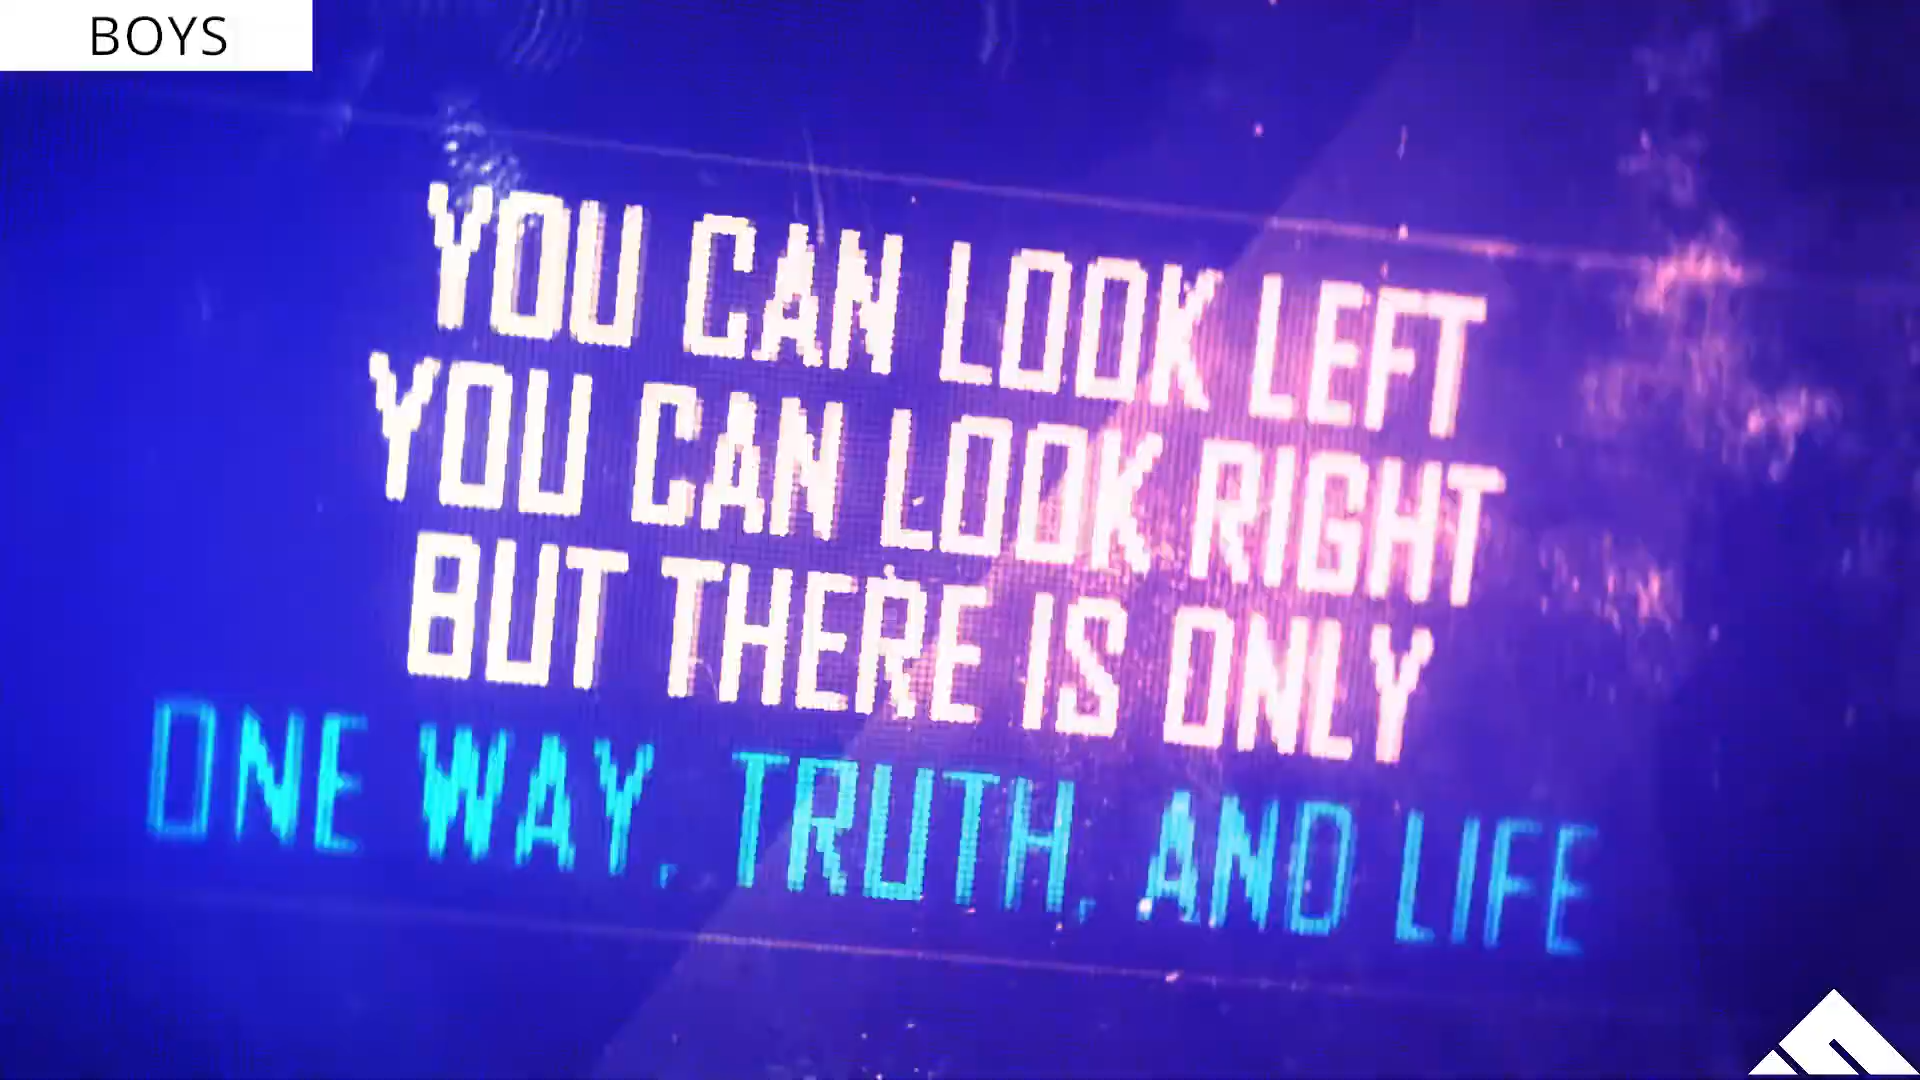 BOYS
YOU CAN LOOK LEFT
YOU CAN LOOK RIGHT
BUT THERE IS ONLY
ONE WAY, TRUTH, AND LIFE